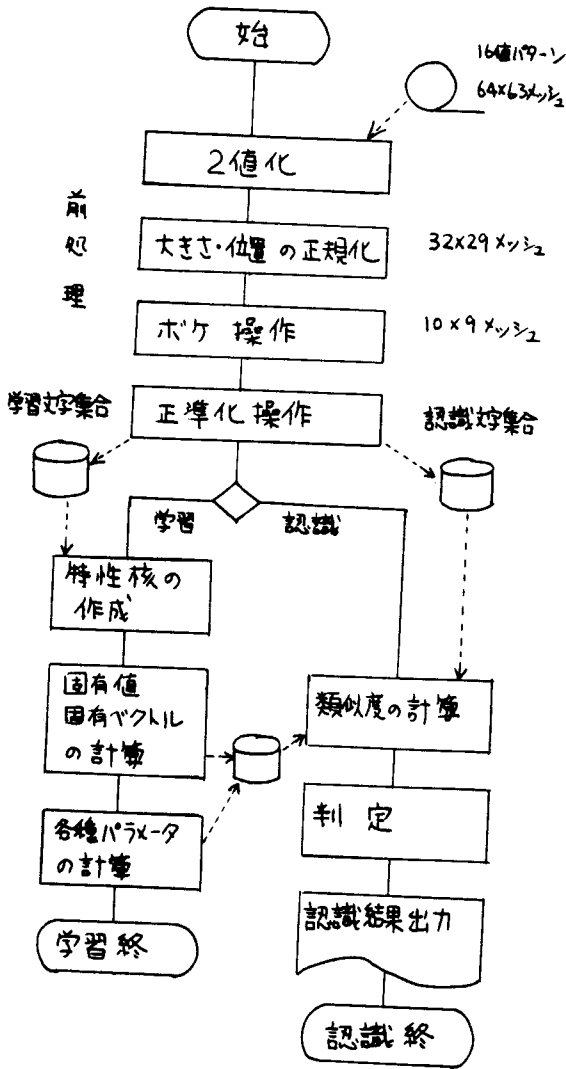 始
16値パターン
64×63メッシュ
2値化
前
処
理
大きさ・位置の正規化
32×29メッシュ
ボケ操作
10×9メッシュ
学習文字集合
正準化操作
認識文字集合
学習
認識
特性核の
作成
固有値
固有ベクトル
の計算
類似度の計算
各種パラメータ
の計算
判定
認識結果出力
学習終
認識終